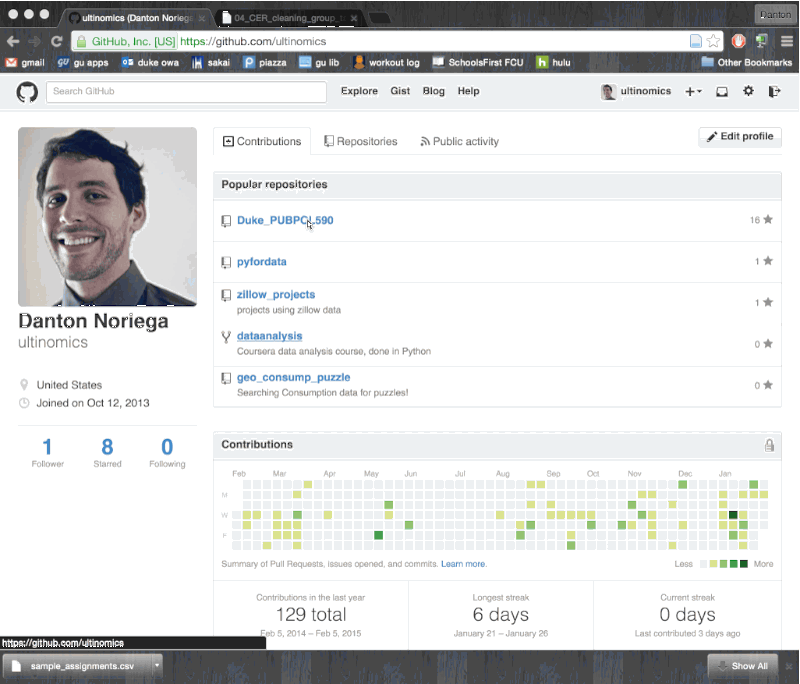 ultinomics (Danton Norieg
04_CER_cleaning_group_
Danton
GitHub, Inc. [US] https://github.com/ultinomics
gmail gu apps duke owa sakai piazza gu lib workout log SchoolsFirst FCU hulu Other Bookmarks
Search GitHub Explore Gist Blog Help ultinomics
Contributions Repositories Public activity Edit profile
Popular repositories
Duke_PUBPOL590 16
pyfordata 1
zillow_projects 1
projects using zillow data
dataanalysis 0
Coursera data analysis course, done in Python
geo_consump_puzzle 0
Searching Consumption data for puzzles!
Danton Noriega
ultinomics
United States
Joined on Oct 12, 2013
1 8 0
Follower Starred Following
Contributions
Feb Mar Apr May Jun Jul Aug Sep Oct Nov Dec Jan
M
W
F
Summary of Pull Requests, issues opened, and commits. Learn more. Less More
Contributions in the last year
129 total
Feb 5, 2014 – Feb 5, 2015
Longest streak
6 days
January 21 – January 26
Current streak
0 days
Last contributed 3 days ago
https://github.com/ultinomics
sample_assignments.csv Show All